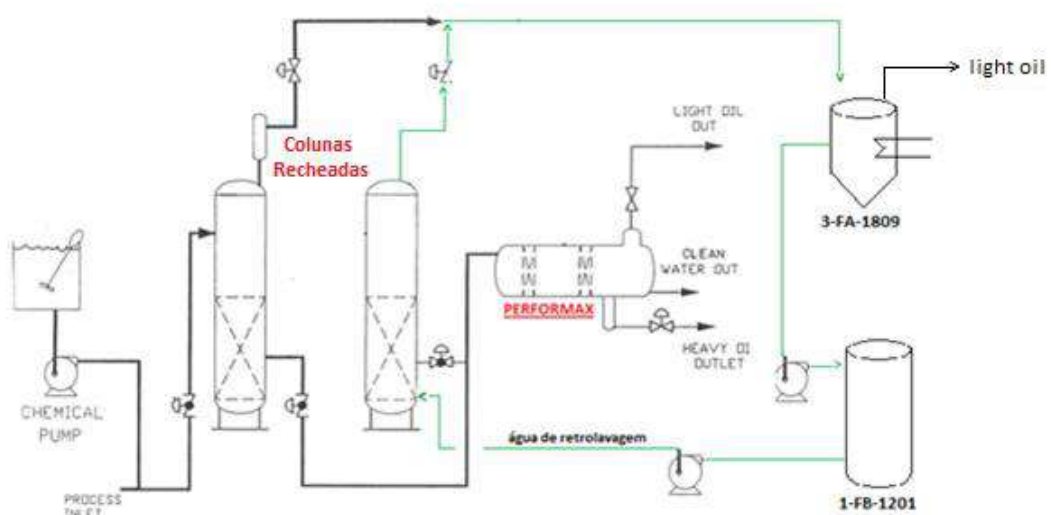 light oil
LIGHT OIL
OUT
Colunas
Recheadas
3-FA-1809
CLEAN
WATER OUT
PERFORMAX
HEAVY OI
OUTLET
CHEMICAL
PUMP
água de retrolavagem
PROCESS
INLET
1-FB-1201